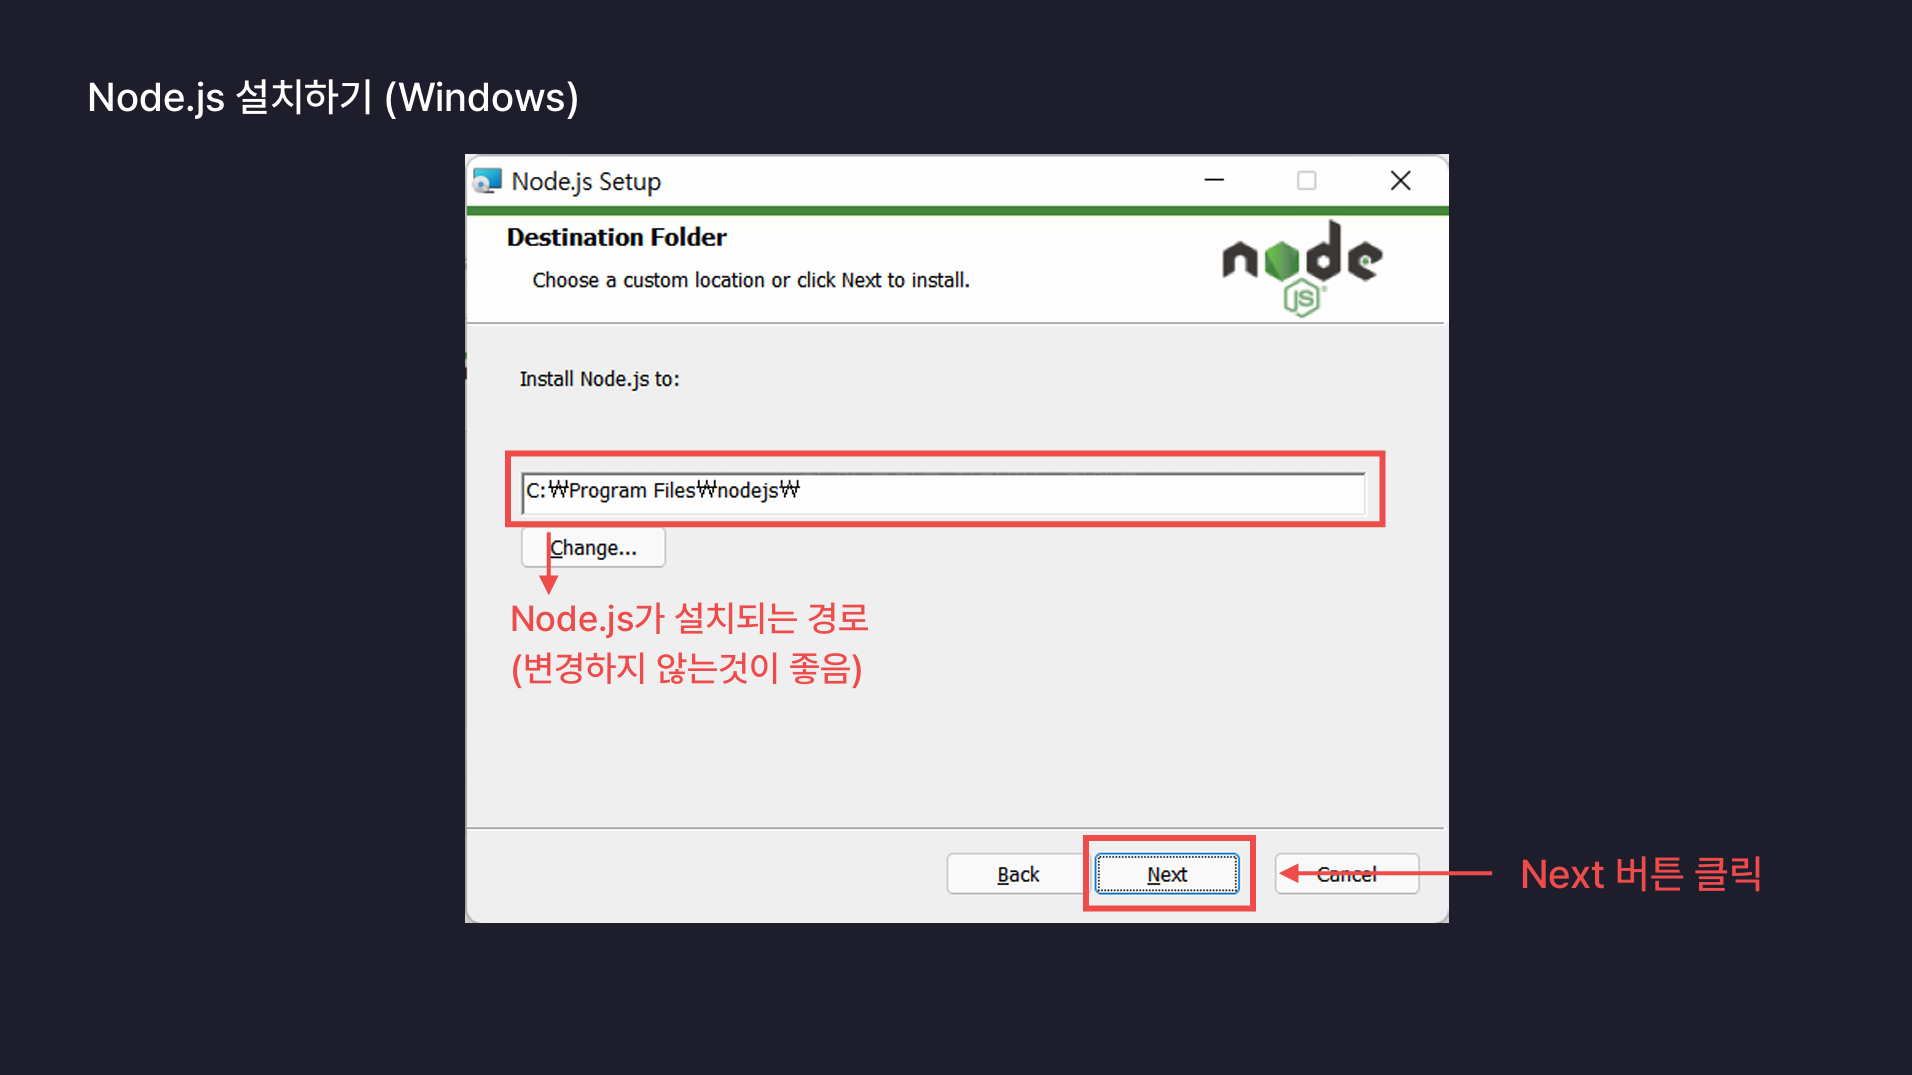 Node.js 설치하기 (Windows)
Node.js Setup
Destination Folder
Choose a custom location or click Next to install.
node
JS
Install Node.js to:
C:₩Program Files₩nodejs₩
Change...
Node.js가 설치되는 경로
(변경하지 않는것이 좋음)
Back
Next
Cancel
Next 버튼 클릭